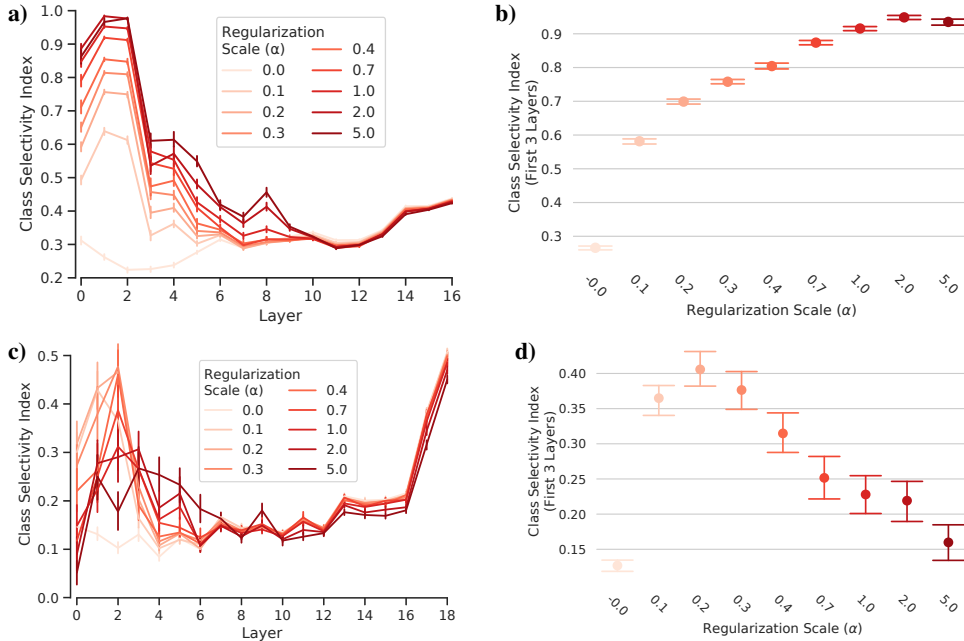 a)
Class Selectivity Index
1.0
0.9
0.8
0.7
0.6
0.5
0.4
0.3
0.2
0 2 4 6 8 10 12 14 16
Layer
Regularization
Scale (α)
0.0
0.1
0.2
0.3
0.4
0.7
1.0
2.0
5.0
b)
Class Selectivity Index
(First 3 Layers)
0.9
0.8
0.7
0.6
0.5
0.4
0.3
-0.0 0.1 0.2 0.3 0.4 0.7 1.0 2.0 5.0
Regularization Scale (α)
c)
Class Selectivity Index
0.5
0.4
0.3
0.2
0.1
0.0
0 2 4 6 8 10 12 14 16 18
Layer
Regularization
Scale (α)
0.0
0.1
0.2
0.3
0.4
0.7
1.0
2.0
5.0
d)
Class Selectivity Index
(First 3 Layers)
0.40
0.35
0.30
0.25
0.20
0.15
-0.0 0.1 0.2 0.3 0.4 0.7 1.0 2.0 5.0
Regularization Scale (α)